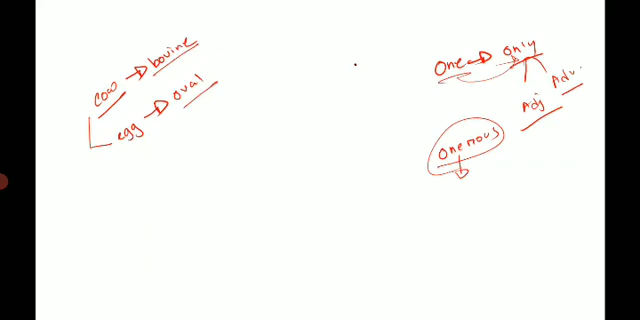 cow → bovine
egg → oval
One → only
Adj Adv.
onerous